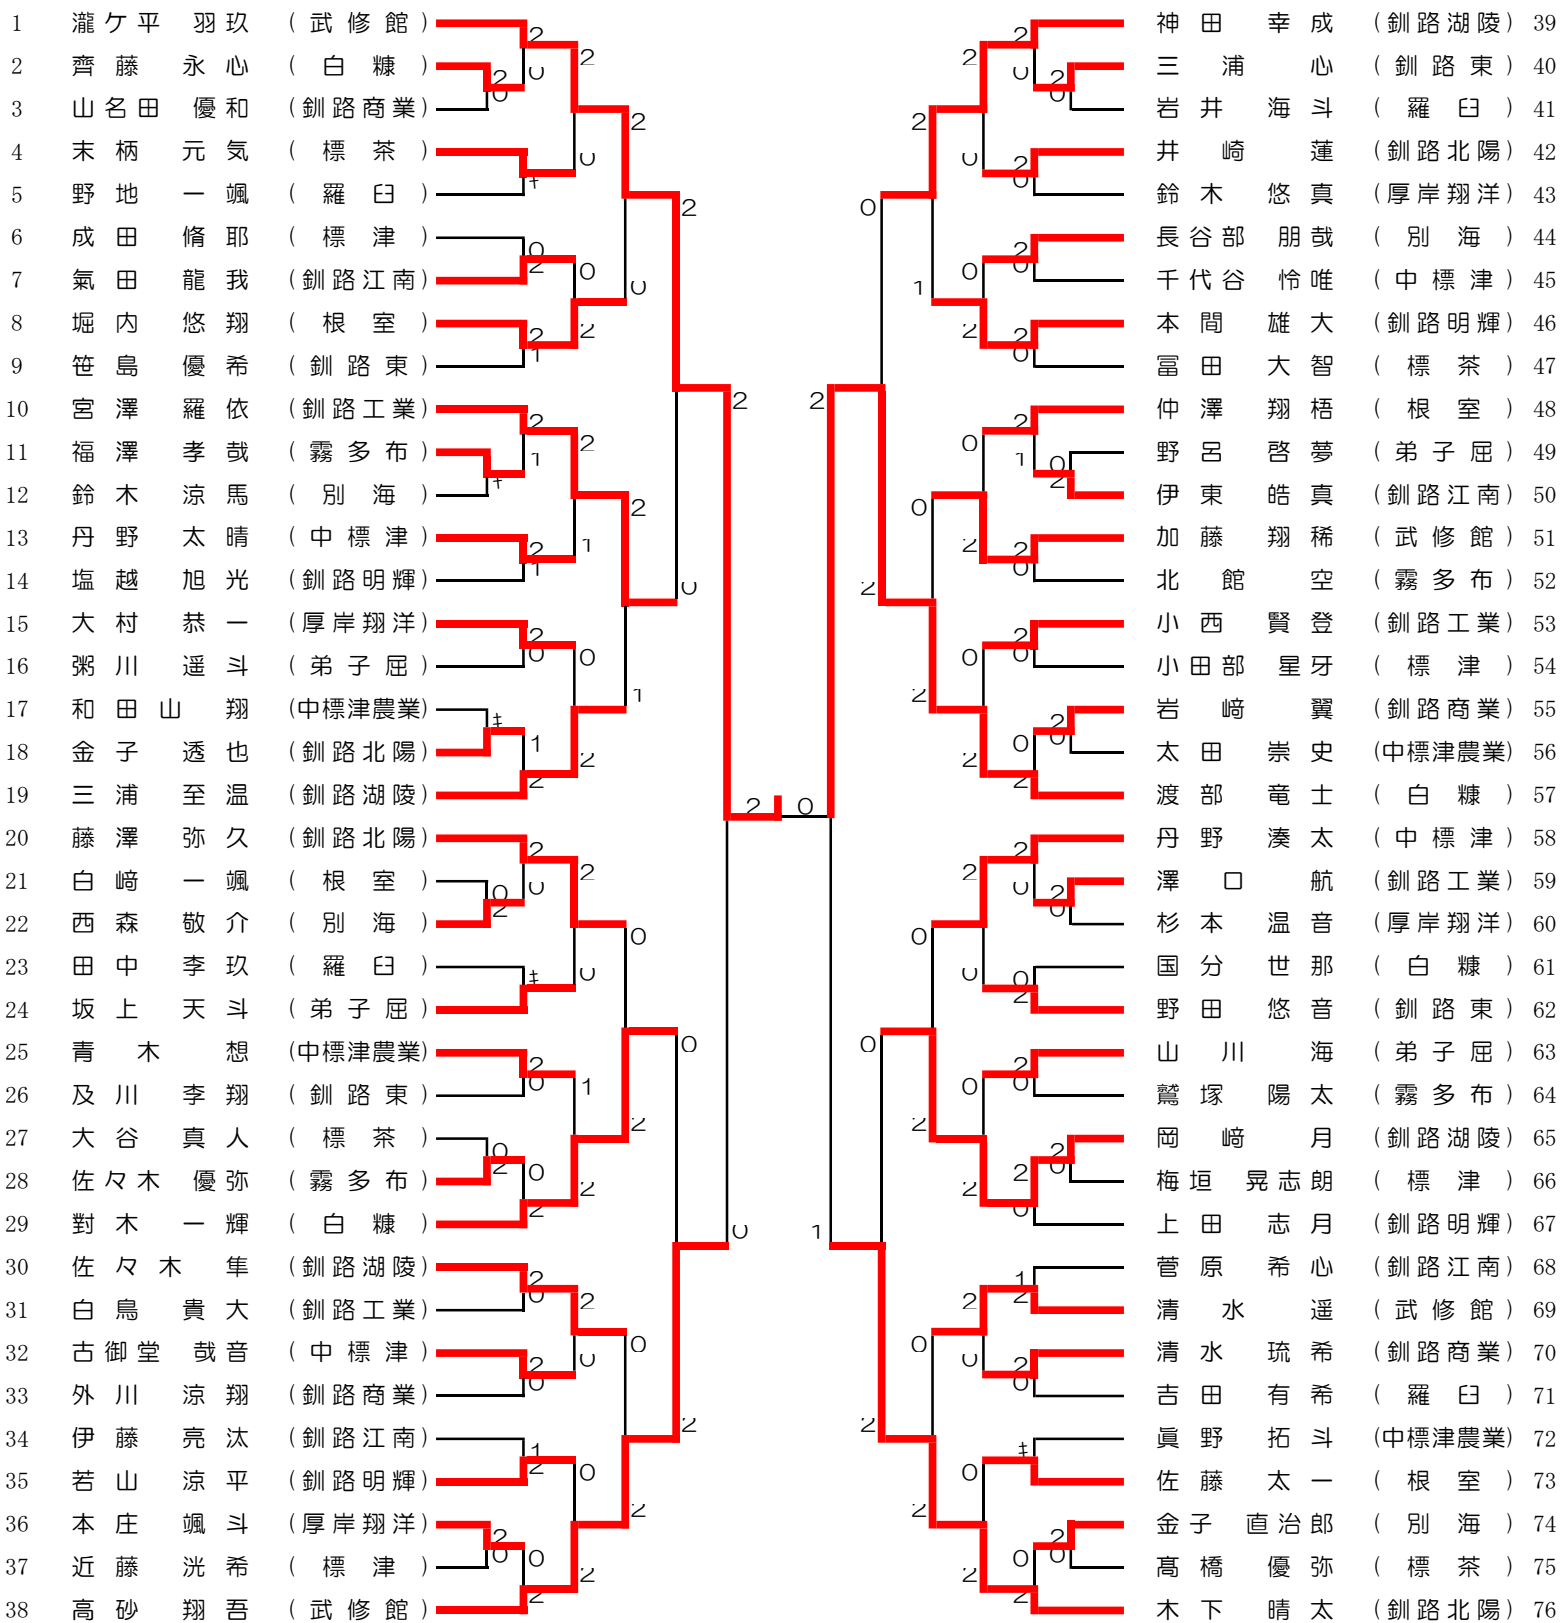 1 瀧ケ平 羽玖 (武修館)
2 齊藤 永心 (白糠)
3 山名田 優和 (釧路商業)
4 末柄 元気 (標茶)
5 野地 一颯 (羅臼)
6 成田 脩耶 (標津)
7 氣田 龍我 (釧路江南)
8 堀内 悠翔 (根室)
9 笹島 優希 (釧路東)
10 宮澤 羅依 (釧路工業)
11 福澤 孝哉 (霧多布)
12 鈴木 涼馬 (別海)
13 丹野 太晴 (中標津)
14 塩越 旭光 (釧路明輝)
15 大村 恭一 (厚岸翔洋)
16 粥川 遥斗 (弟子屈)
17 和田山 翔 (中標津農業)
18 金子 透也 (釧路北陽)
19 三浦 至温 (釧路湖陵)
20 藤澤 弥久 (釧路北陽)
21 白崎 一颯 (根室)
22 西森 敬介 (別海)
23 田中 李玖 (羅臼)
24 坂上 天斗 (弟子屈)
25 青木 想 (中標津農業)
26 及川 李翔 (釧路東)
27 大谷 真人 (標茶)
28 佐々木 優弥 (霧多布)
29 對木 一輝 (白糠)
30 佐々木 隼 (釧路湖陵)
31 白鳥 貴大 (釧路工業)
32 古御堂 哉音 (中標津)
33 外川 涼翔 (釧路商業)
34 伊藤 亮汰 (釧路江南)
35 若山 涼平 (釧路明輝)
36 本庄 颯斗 (厚岸翔洋)
37 近藤 洸希 (標津)
38 高砂 翔吾 (武修館)
神田 幸成 (釧路湖陵) 39
三浦 心 (釧路東) 40
岩井 海斗 (羅臼) 41
井崎 蓮 (釧路北陽) 42
鈴木 悠真 (厚岸翔洋) 43
長谷部 朋哉 (別海) 44
千代谷 怜唯 (中標津) 45
本間 雄大 (釧路明輝) 46
冨田 大智 (標茶) 47
仲澤 翔梧 (根室) 48
野呂 啓夢 (弟子屈) 49
伊東 皓真 (釧路江南) 50
加藤 翔稀 (武修館) 51
北館 空 (霧多布) 52
小西 賢登 (釧路工業) 53
小田部 星牙 (標津) 54
岩﨑 翼 (釧路商業) 55
太田 崇史 (中標津農業) 56
渡部 竜士 (白糠) 57
丹野 湊太 (中標津) 58
澤口 航 (釧路工業) 59
杉本 温音 (厚岸翔洋) 60
国分 世那 (白糠) 61
野田 悠音 (釧路東) 62
山川 海 (弟子屈) 63
鷲塚 陽太 (霧多布) 64
岡﨑 月 (釧路湖陵) 65
梅垣 晃志朗 (標津) 66
上田 志月 (釧路明輝) 67
菅原 希心 (釧路江南) 68
清水 遥 (武修館) 69
清水 琉希 (釧路商業) 70
吉田 有希 (羅臼) 71
眞野 拓斗 (中標津農業) 72
佐藤 太一 (根室) 73
金子 直治郎 (別海) 74
髙橋 優弥 (標茶) 75
木下 晴太 (釧路北陽) 76
2 0